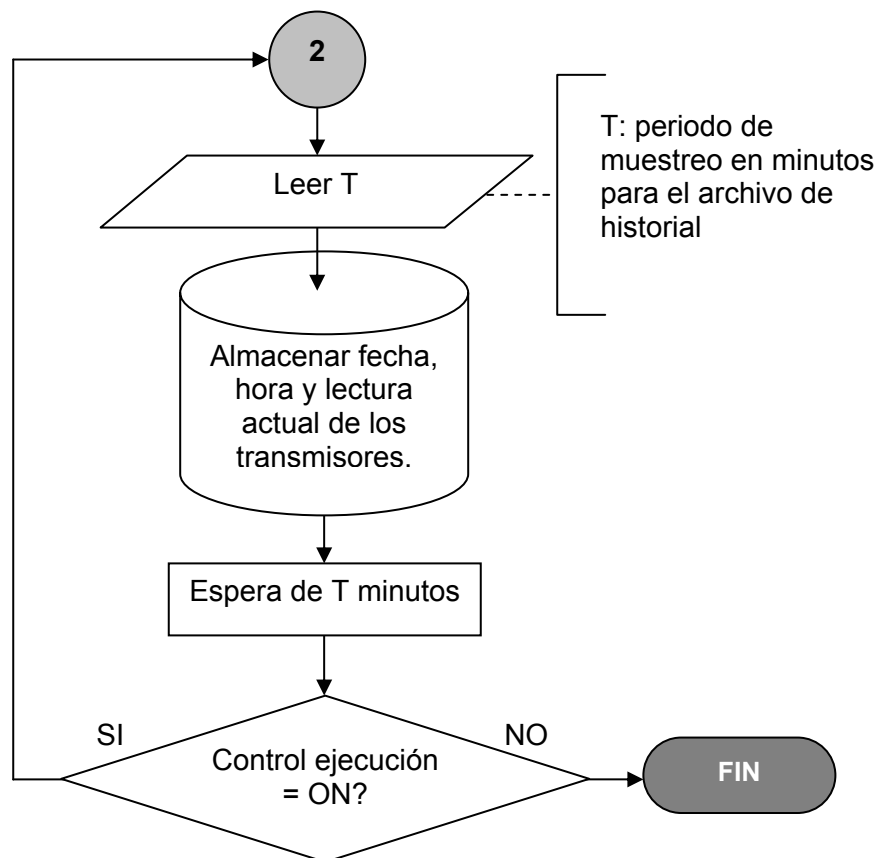 2
Leer T
T: periodo de
muestreo en minutos
para el archivo de
historial
Almacenar fecha,
hora y lectura
actual de los
transmisores.
Espera de T minutos
SI
NO
Control ejecución
= ON?
FIN